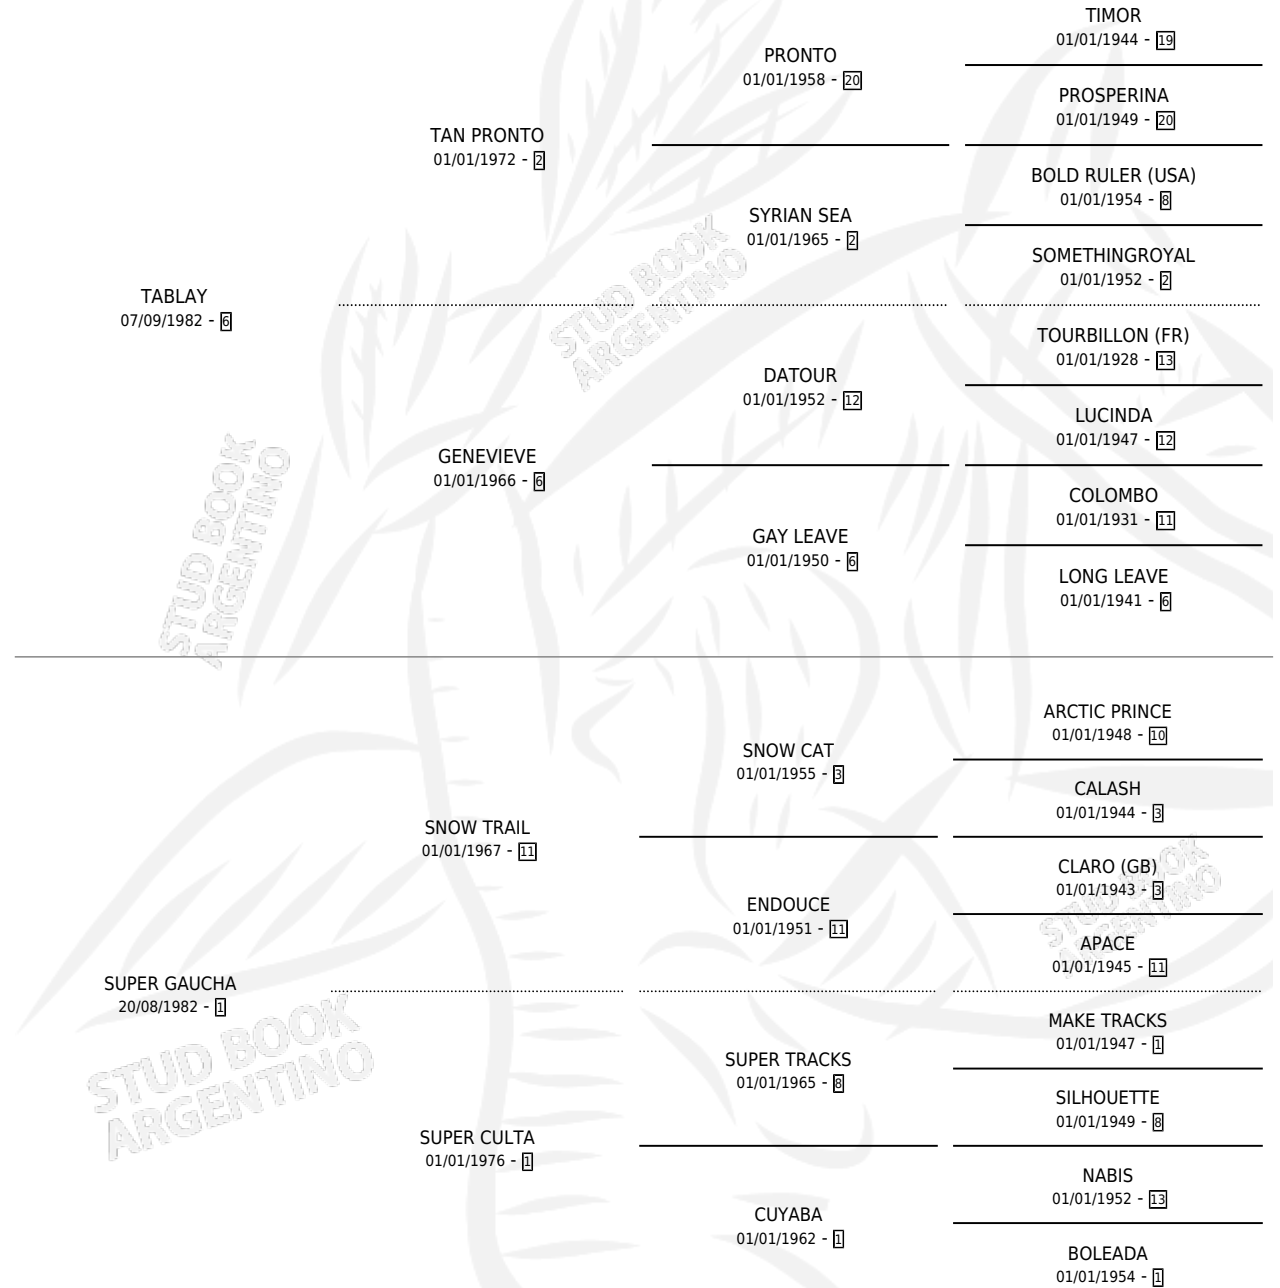 TIMOR
01/01/1944 - 19
PRONTO
01/01/1958 - 20
PROSPERINA
01/01/1949 - 20
TAN PRONTO
01/01/1972 - 2
BOLD RULER (USA)
01/01/1954 - 8
SYRIAN SEA
01/01/1965 - 2
SOMETHINGROYAL
01/01/1952 - 2
TABLAY
07/09/1982 - 6
TOURBILLON (FR)
01/01/1928 - 13
DATOUR
01/01/1952 - 12
LUCINDA
01/01/1947 - 12
GENEVIEVE
01/01/1966 - 6
COLOMBO
01/01/1931 - 11
GAY LEAVE
01/01/1950 - 6
LONG LEAVE
01/01/1941 - 6
STUD BOOK
ARGENTINO
STUD BOOK
ARGENTINO
ARCTIC PRINCE
01/01/1948 - 10
SNOW CAT
01/01/1955 - 3
CALASH
01/01/1944 - 3
SNOW TRAIL
01/01/1967 - 11
CLARO (GB)
01/01/1943 - 3
ENDOUCE
01/01/1951 - 11
APACE
01/01/1945 - 11
STUD BOOK
ARGENTINO
SUPER GAUCHA
20/08/1982 - 1
MAKE TRACKS
01/01/1947 - 1
SUPER TRACKS
01/01/1965 - 8
SILHOUETTE
01/01/1949 - 8
STUD BOOK
ARGENTINO
SUPER CULTA
01/01/1976 - 1
NABIS
01/01/1952 - 13
CUYABA
01/01/1962 - 1
BOLEADA
01/01/1954 - 1